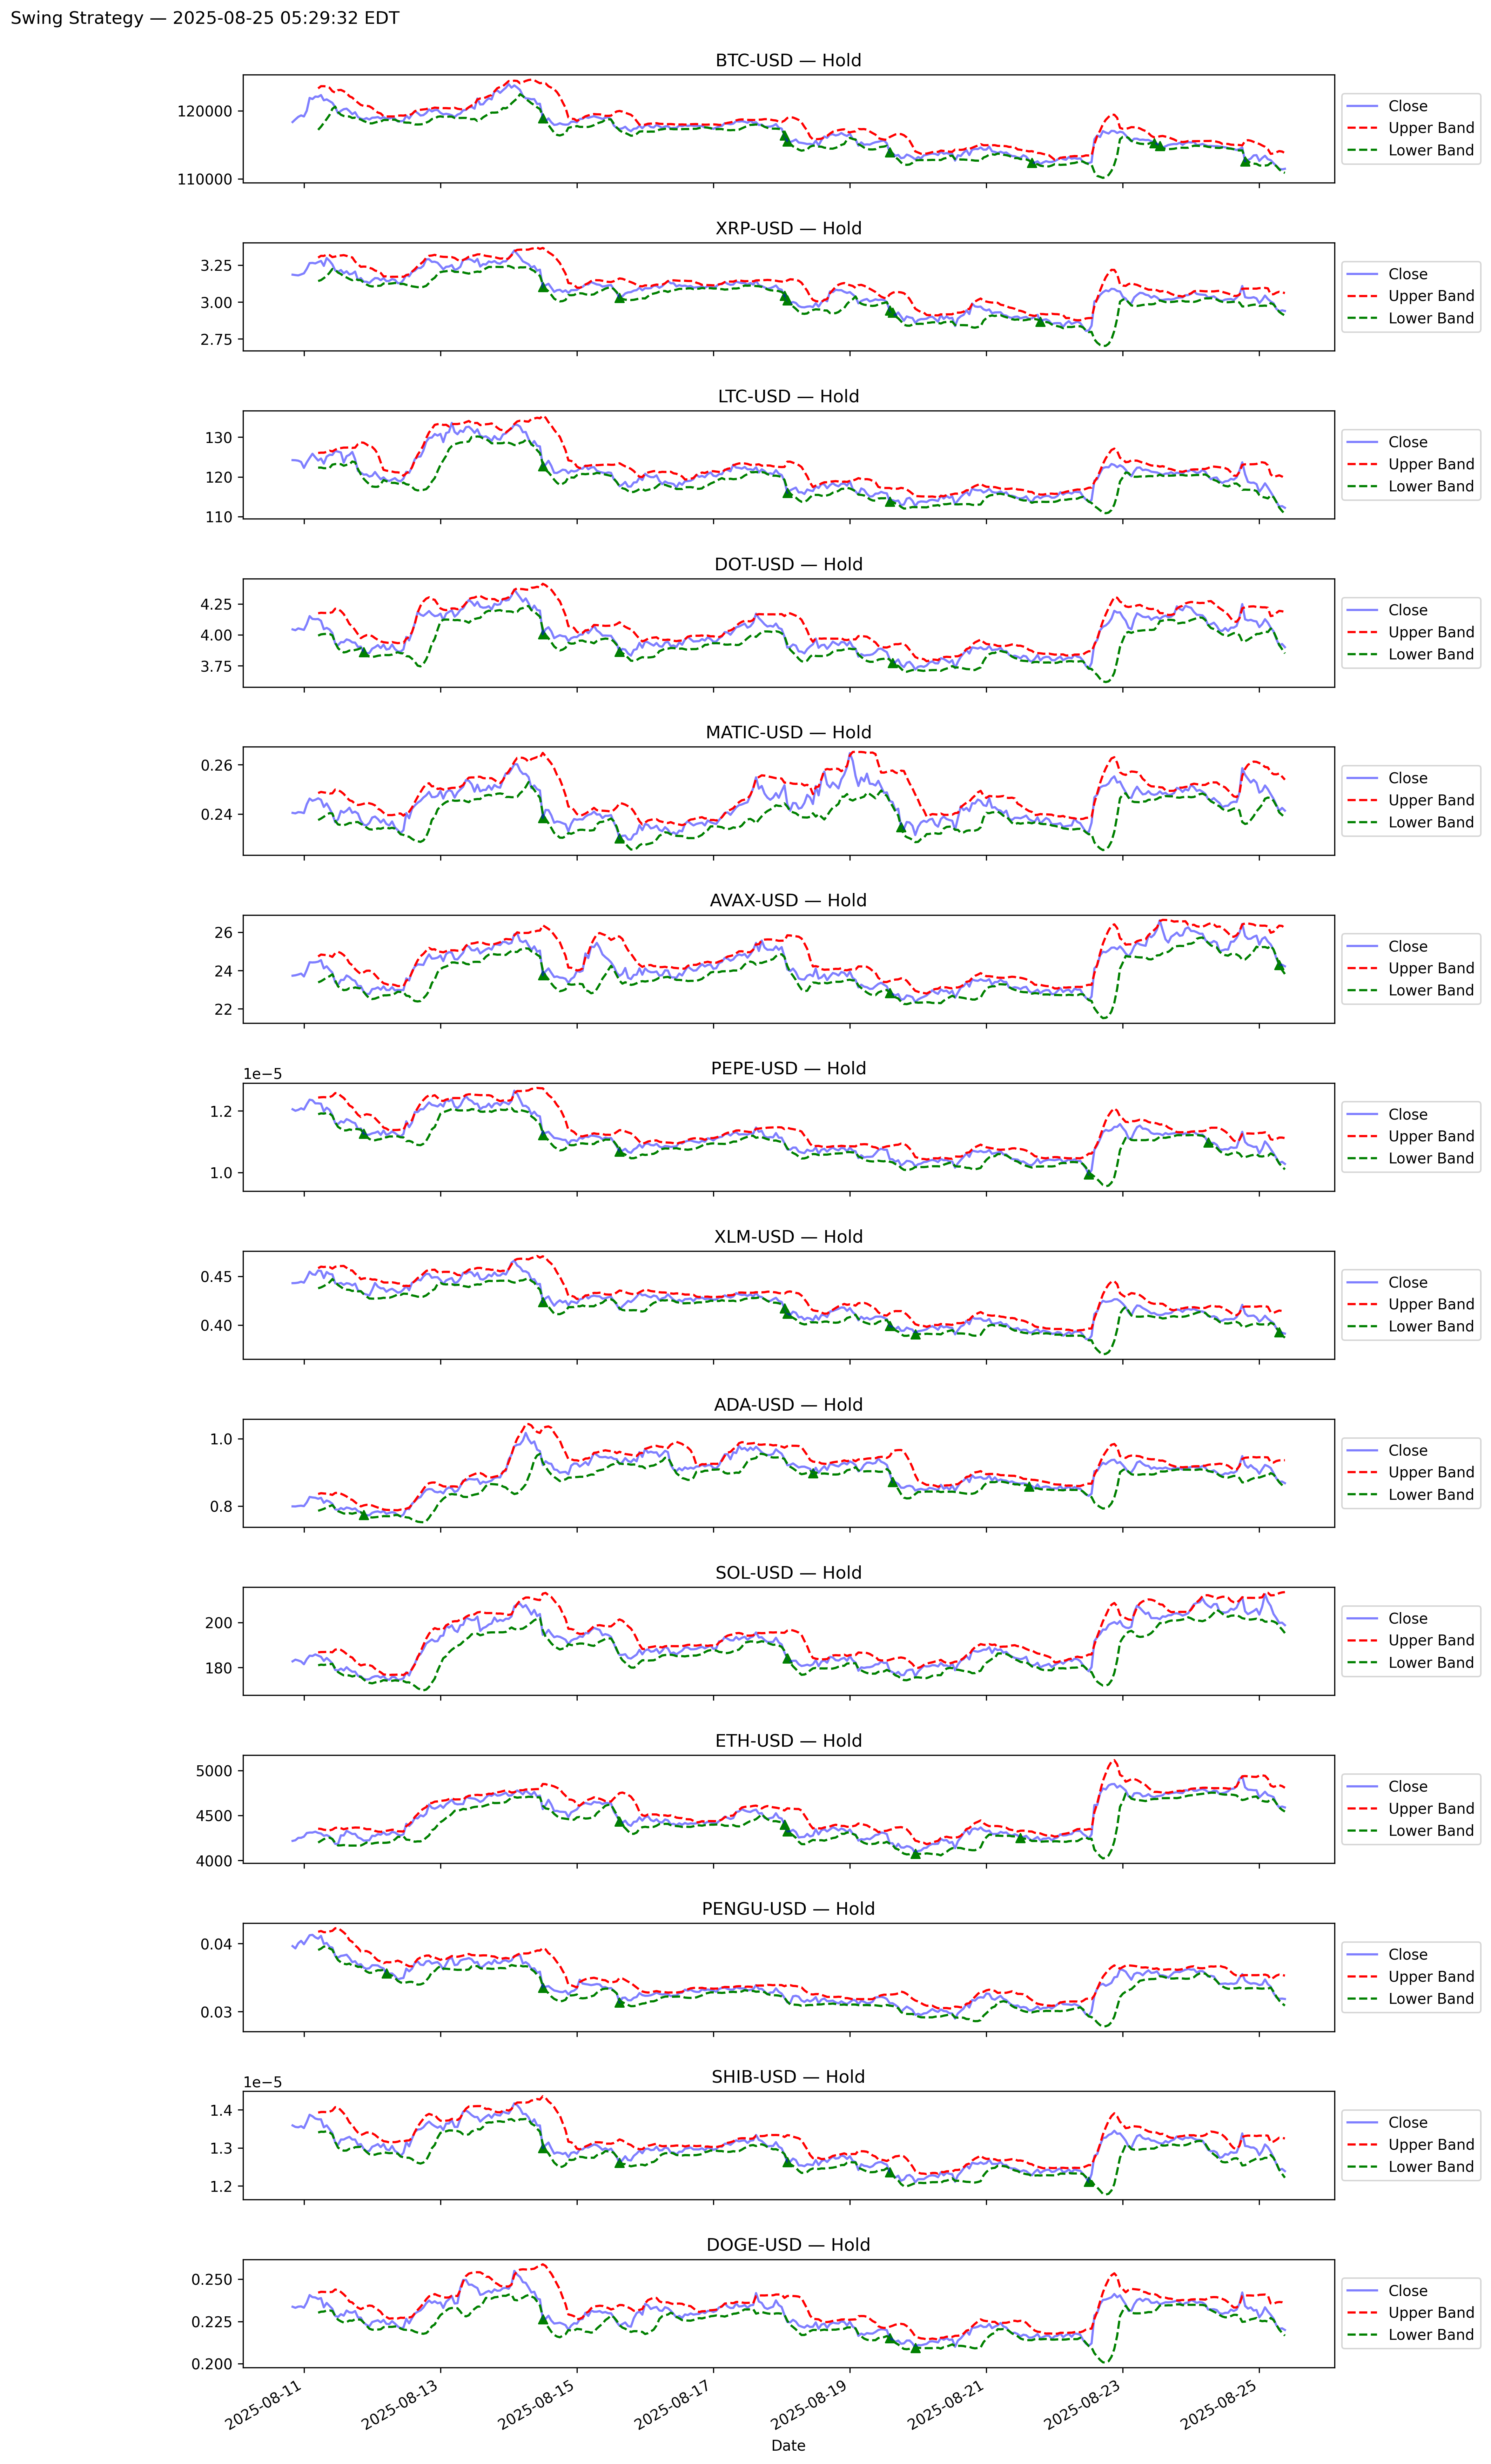 Swing Strategy — 2025-08-25 05:29:32 EDT
BTC-USD — Hold
120000
110000
Close
Upper Band
Lower Band
XRP-USD — Hold
3.25
3.00
2.75
Close
Upper Band
Lower Band
LTC-USD — Hold
130
120
110
Close
Upper Band
Lower Band
DOT-USD — Hold
4.25
4.00
3.75
Close
Upper Band
Lower Band
MATIC-USD — Hold
0.26
0.24
Close
Upper Band
Lower Band
AVAX-USD — Hold
26
24
22
Close
Upper Band
Lower Band
PEPE-USD — Hold
1e-5
1.2
1.0
Close
Upper Band
Lower Band
XLM-USD — Hold
0.45
0.40
Close
Upper Band
Lower Band
ADA-USD — Hold
1.0
0.8
Close
Upper Band
Lower Band
SOL-USD — Hold
200
180
Close
Upper Band
Lower Band
ETH-USD — Hold
5000
4500
4000
Close
Upper Band
Lower Band
PENGU-USD — Hold
0.04
0.03
Close
Upper Band
Lower Band
SHIB-USD — Hold
1e-5
1.4
1.3
1.2
Close
Upper Band
Lower Band
DOGE-USD — Hold
0.250
0.225
0.200
Close
Upper Band
Lower Band
2025-08-11
2025-08-13
2025-08-15
2025-08-17
2025-08-19
2025-08-21
2025-08-23
2025-08-25
Date